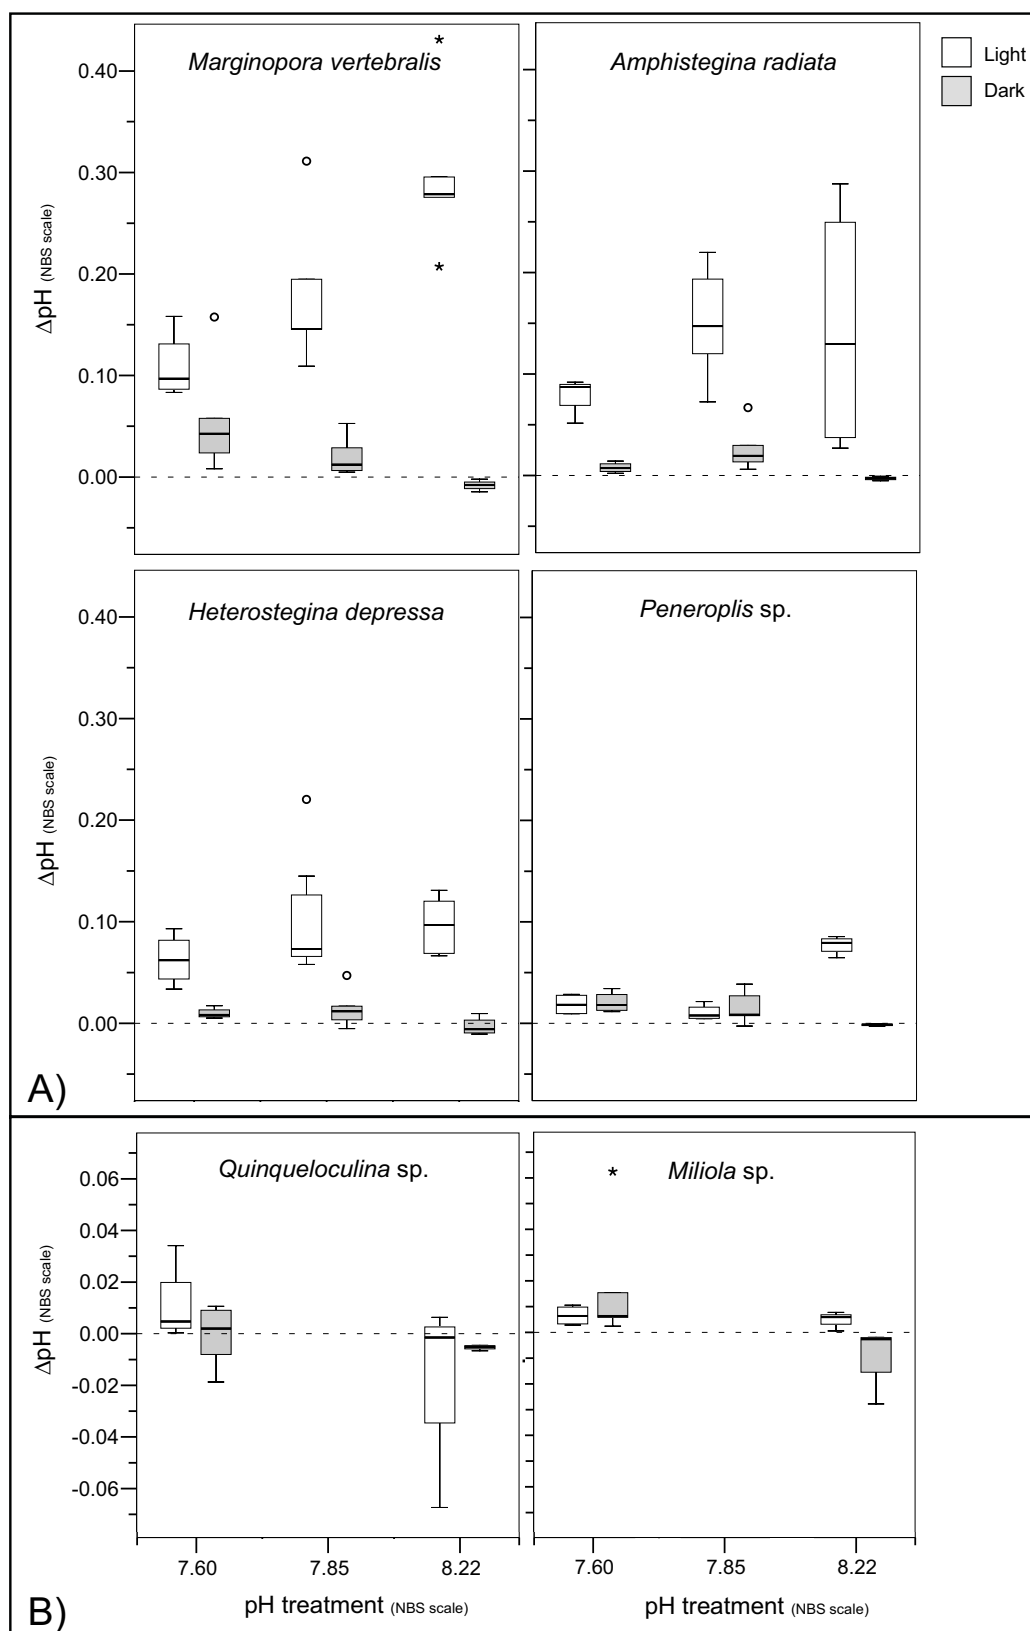 Marginopora vertebralis
Amphistegina radiata
Light
Dark
0.40
0.30
0.20
0.10
0.00
ΔpH (NBS scale)
Heterostegina depressa
Peneroplis sp.
0.40
0.30
0.20
0.10
0.00
ΔpH (NBS scale)
A)
Quinqueloculina sp.
Miliola sp.
0.06
0.04
0.02
0.00
-0.02
-0.04
-0.06
ΔpH (NBS scale)
7.60 7.85 8.22 7.60 7.85 8.22
pH treatment (NBS scale) pH treatment (NBS scale)
B)